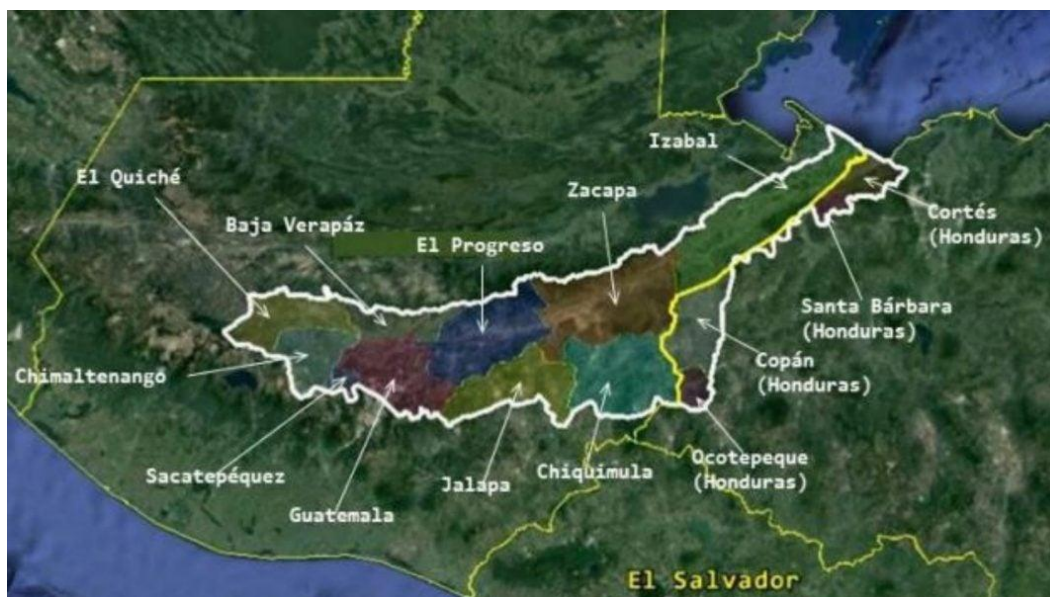 Izabal
El Quiché
Zacapa
Baja Verapáz
El Progreso
Cortés
(Honduras)
Santa Bárbara
(Honduras)
Copán
(Honduras)
Chimaltenango
Sacatepéquez
Guatemala
Jalapa
Chiquimula
Ocotepeque
(Honduras)
El Salvador